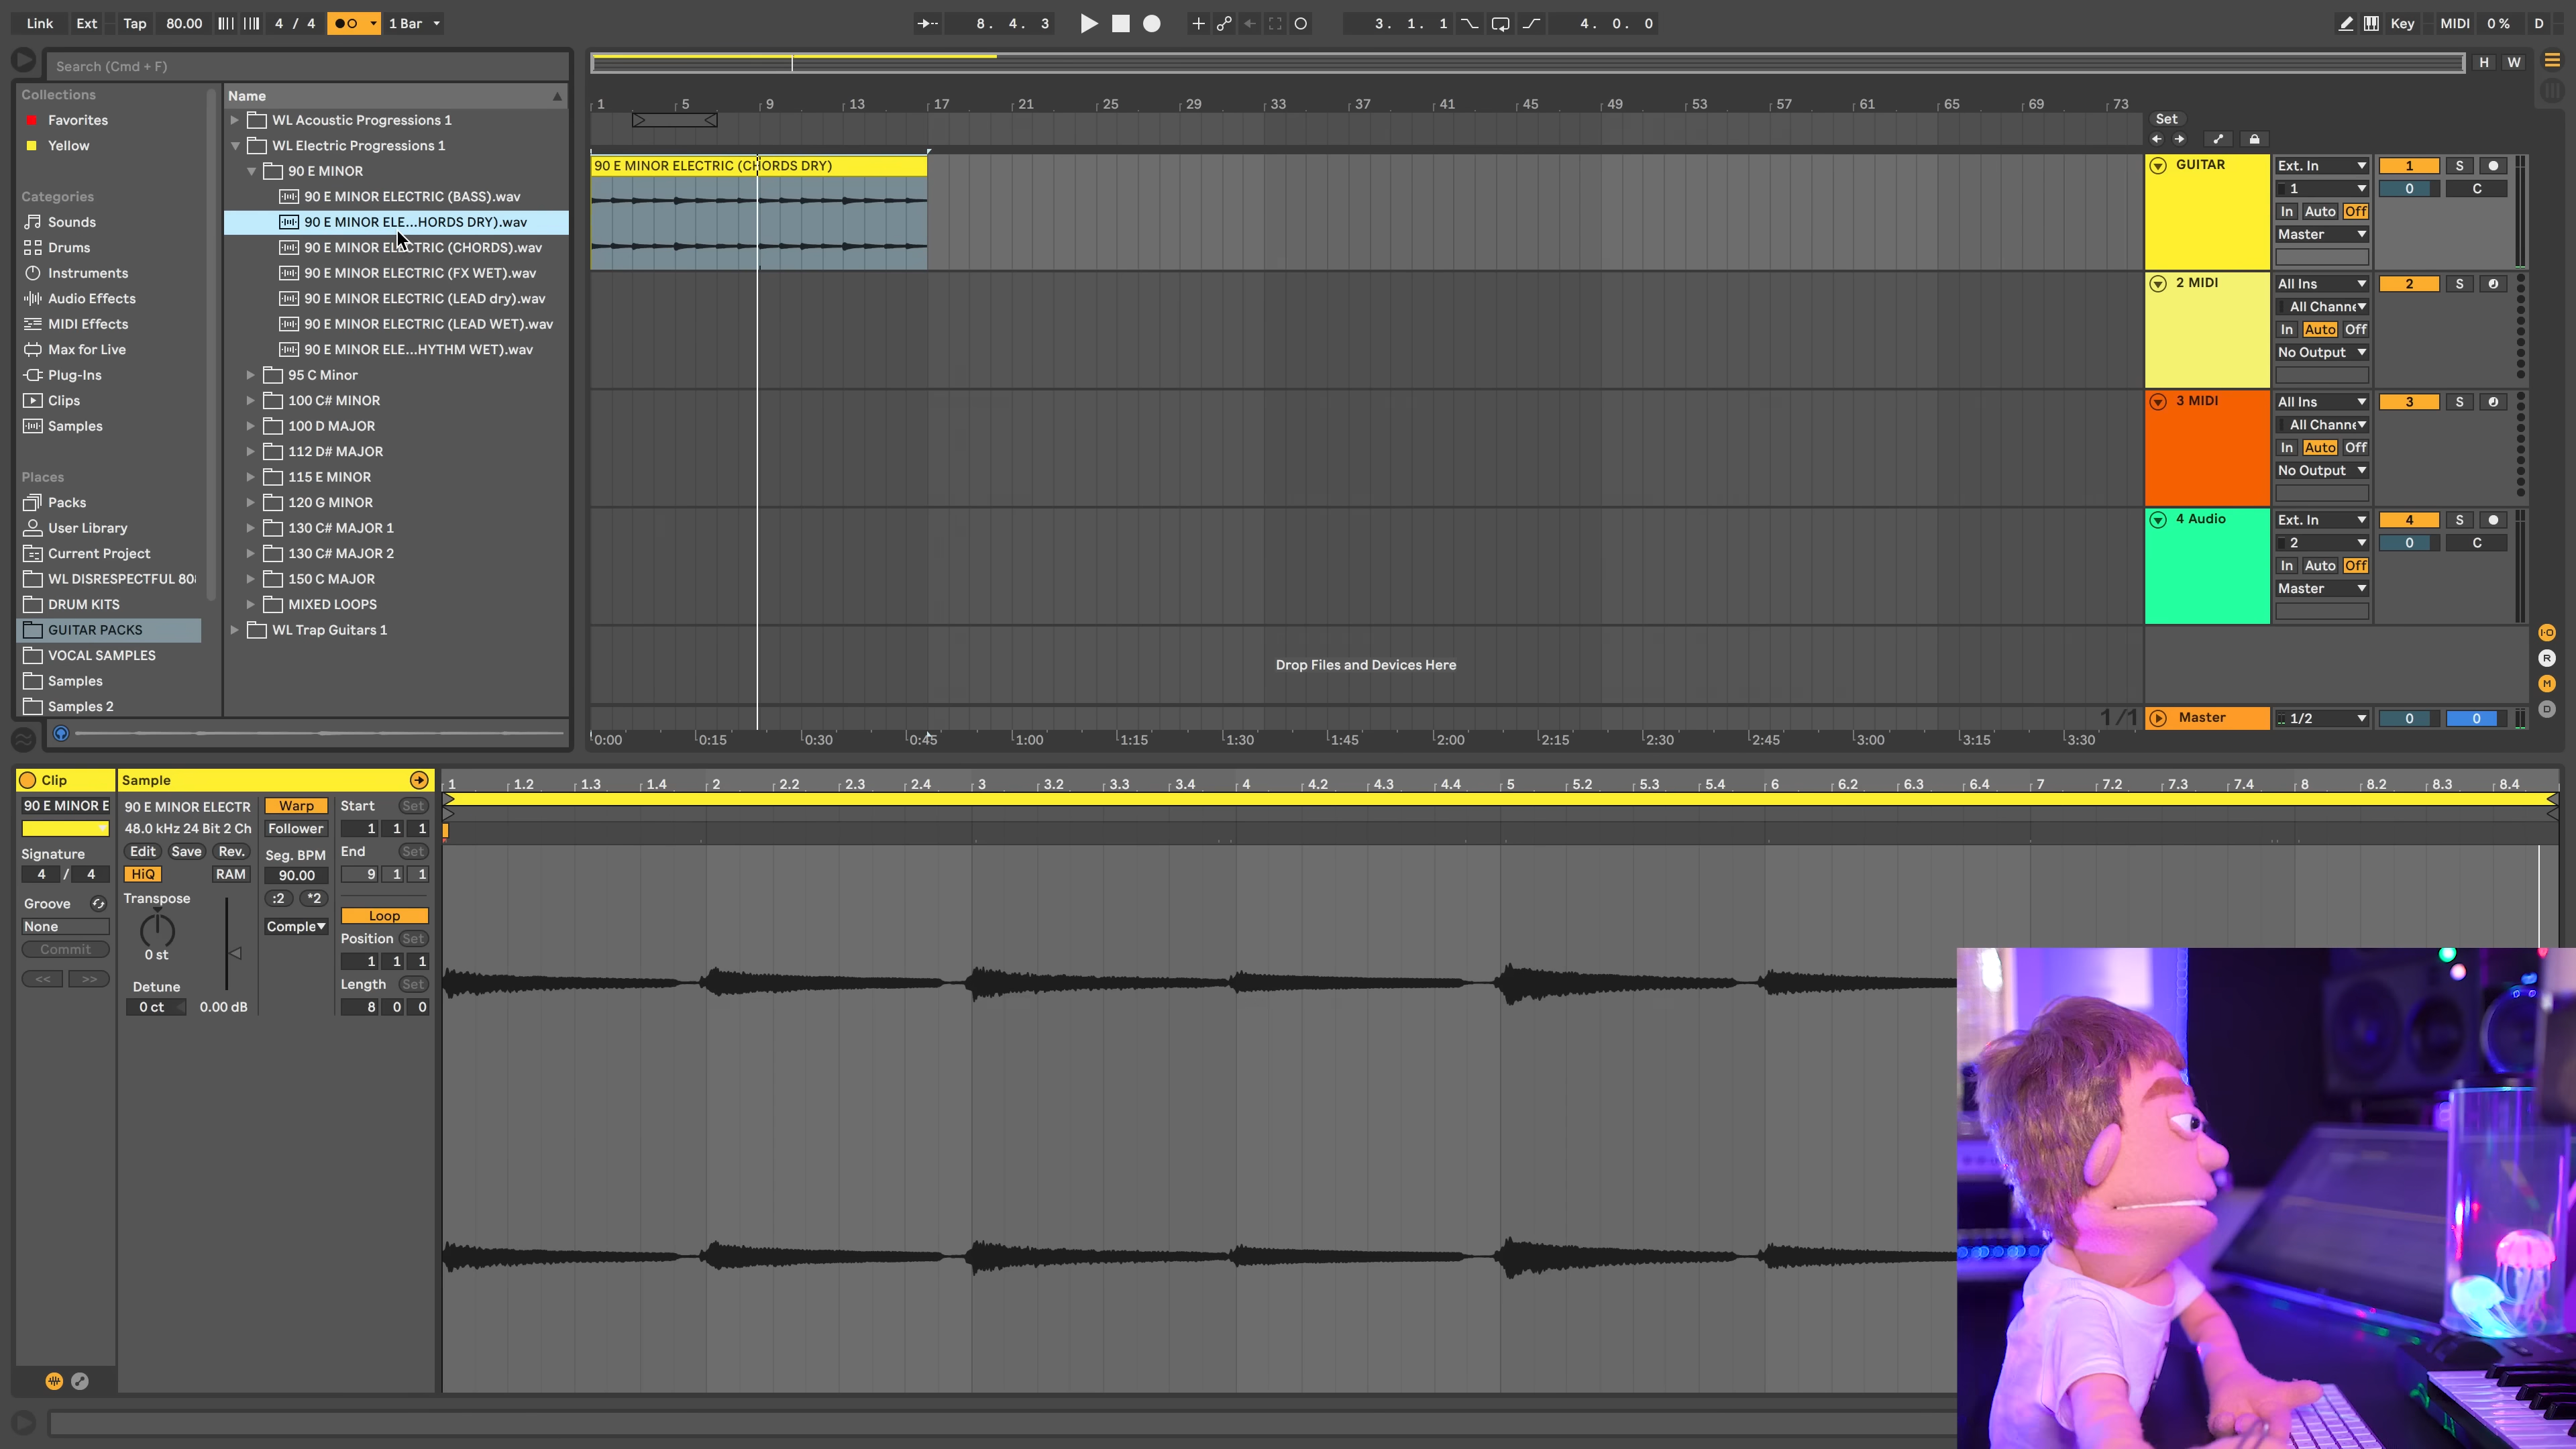 Link Ext Tap 80.00 4 / 4 1 Bar 8. 4. 3 3. 1. 1 4. 0. 0 Key MIDI 0 % D
Search (Cmd + F)
H W
Collections
Favorites
Yellow
Categories
Sounds
Drums
Instruments
Audio Effects
MIDI Effects
Max for Live
Plug-Ins
Clips
Samples
Places
Packs
User Library
Current Project
WL DISRESPECTFUL 80
DRUM KITS
GUITAR PACKS
VOCAL SAMPLES
Samples
Samples 2
Name
WL Acoustic Progressions 1
WL Electric Progressions 1
90 E MINOR
90 E MINOR ELECTRIC (BASS).wav
90 E MINOR ELE...HORDS DRY).wav
90 E MINOR ELECTRIC (CHORDS).wav
90 E MINOR ELECTRIC (FX WET).wav
90 E MINOR ELECTRIC (LEAD dry).wav
90 E MINOR ELECTRIC (LEAD WET).wav
90 E MINOR ELE...HYTHM WET).wav
95 C Minor
100 C# MINOR
100 D MAJOR
112 D# MAJOR
115 E MINOR
120 G MINOR
130 C# MAJOR 1
130 C# MAJOR 2
150 C MAJOR
MIXED LOOPS
WL Trap Guitars 1
1 5 9 13 17 21 25 29 33 37 41 45 49 53 57 61 65 69 73
Set
90 E MINOR ELECTRIC (CHORDS DRY)
GUITAR Ext. In 1 S
1 0 C
In Auto Off
Master
2 MIDI All Ins 2 S
All Channe
In Auto Off
No Output
3 MIDI All Ins 3 S
All Channe
In Auto Off
No Output
4 Audio Ext. In 4 S
2 0 C
In Auto Off
Master
I·O
R
M
D
Drop Files and Devices Here
1/1 Master 1/2 0 0
0:00 0:15 0:30 0:45 1:00 1:15 1:30 1:45 2:00 2:15 2:30 2:45 3:00 3:15 3:30
Clip
90 E MINOR E
Signature
4 / 4
Groove
None
Commit
<< >>
Sample
90 E MINOR ELECTR
48.0 kHz 24 Bit 2 Ch
Edit Save Rev.
HiQ RAM
Transpose
0 st
Detune
0 ct 0.00 dB
Warp
Follower
Seg. BPM
90.00
:2 *2
Comple
Start Set
1 1 1
End Set
9 1 1
Loop
Position Set
1 1 1
Length Set
8 0 0
1 1.2 1.3 1.4 2 2.2 2.3 2.4 3 3.2 3.3 3.4 4 4.2 4.3 4.4 5 5.2 5.3 5.4 6 6.2 6.3 6.4 7 7.2 7.3 7.4 8 8.2 8.3 8.4